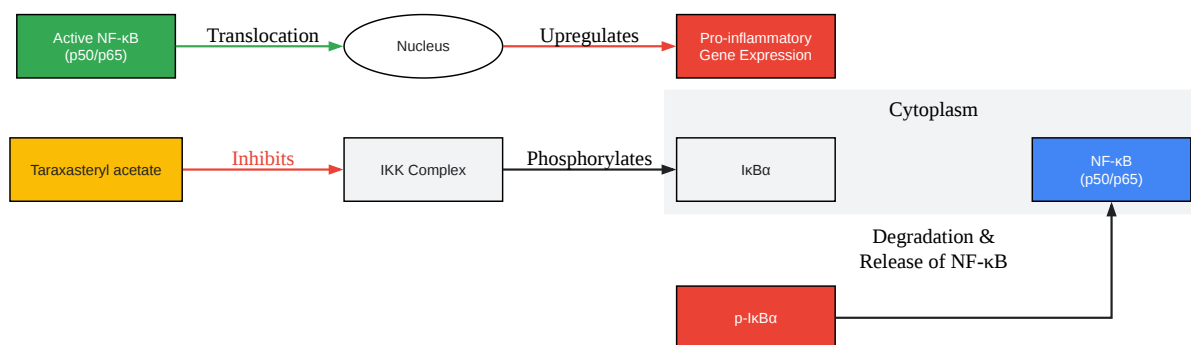 Active NF-κB
(p50/p65)
Translocation
Nucleus
Upregulates
Pro-inflammatory
Gene Expression
Cytoplasm
Taraxasteryl acetate
Inhibits
IKK Complex
Phosphorylates
IκBα
NF-κB
(p50/p65)
Degradation &
Release of NF-κB
p-IκBα